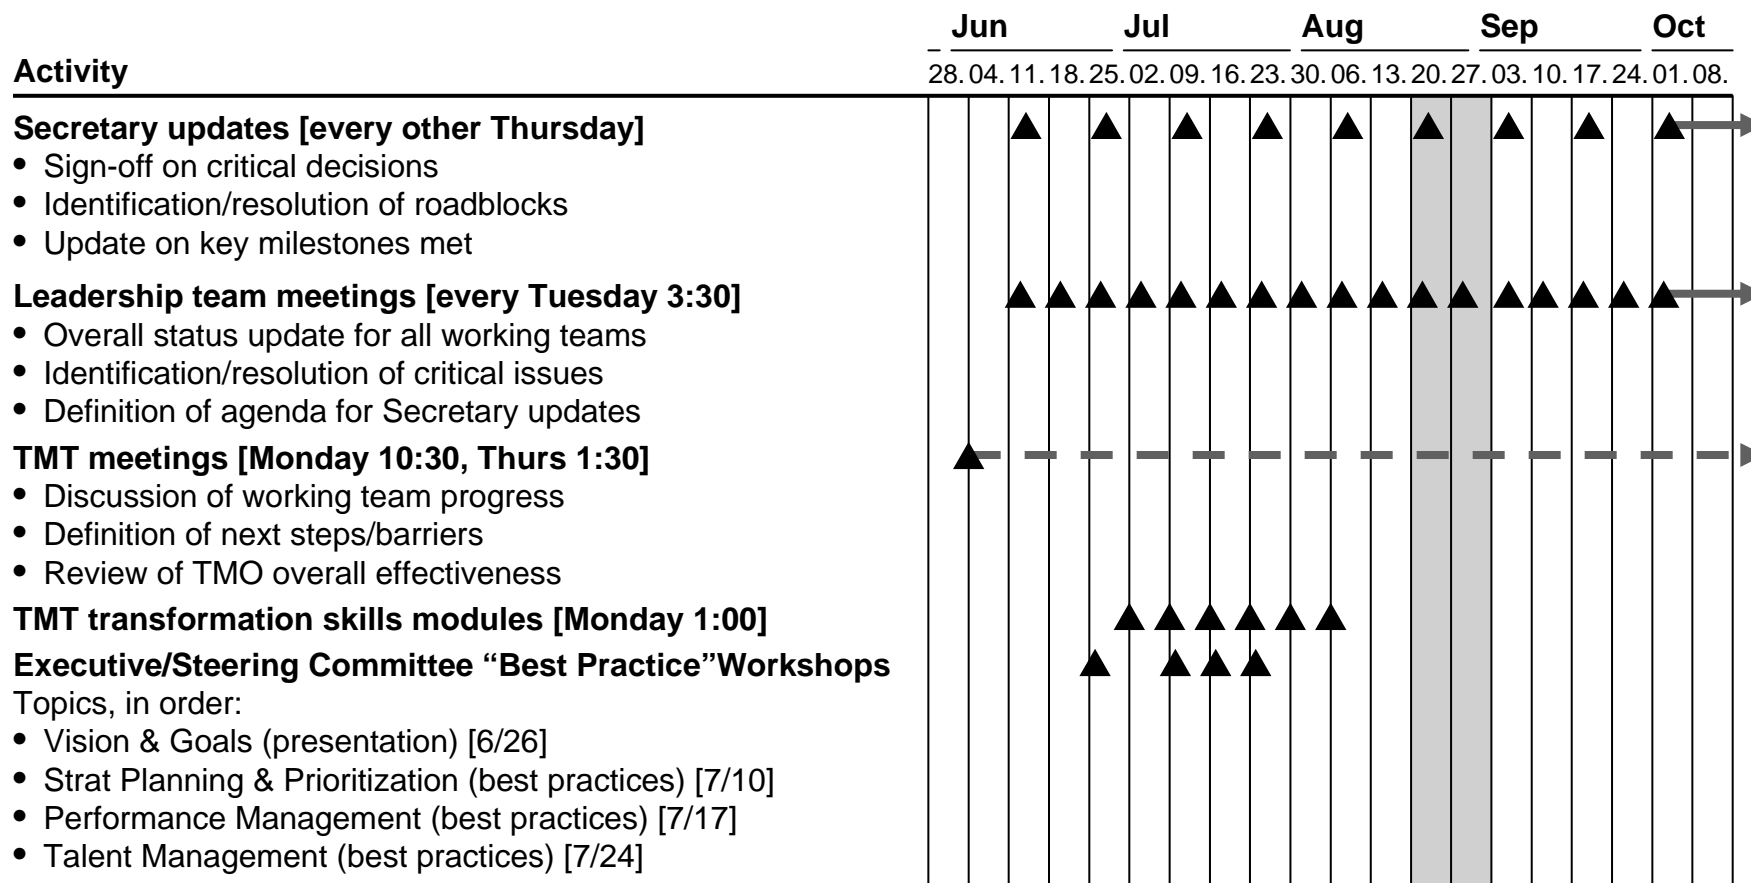 Jun Jul Aug Sep Oct
Activity
28. 04. 11. 18. 25. 02. 09. 16. 23. 30. 06. 13. 20. 27. 03. 10. 17. 24. 01. 08.
Secretary updates [every other Thursday]
• Sign-off on critical decisions
• Identification/resolution of roadblocks
• Update on key milestones met
Leadership team meetings [every Tuesday 3:30]
• Overall status update for all working teams
• Identification/resolution of critical issues
• Definition of agenda for Secretary updates
TMT meetings [Monday 10:30, Thurs 1:30]
• Discussion of working team progress
• Definition of next steps/barriers
• Review of TMO overall effectiveness
TMT transformation skills modules [Monday 1:00]
Executive/Steering Committee “Best Practice”Workshops
Topics, in order:
• Vision & Goals (presentation) [6/26]
• Strat Planning & Prioritization (best practices) [7/10]
• Performance Management (best practices) [7/17]
• Talent Management (best practices) [7/24]